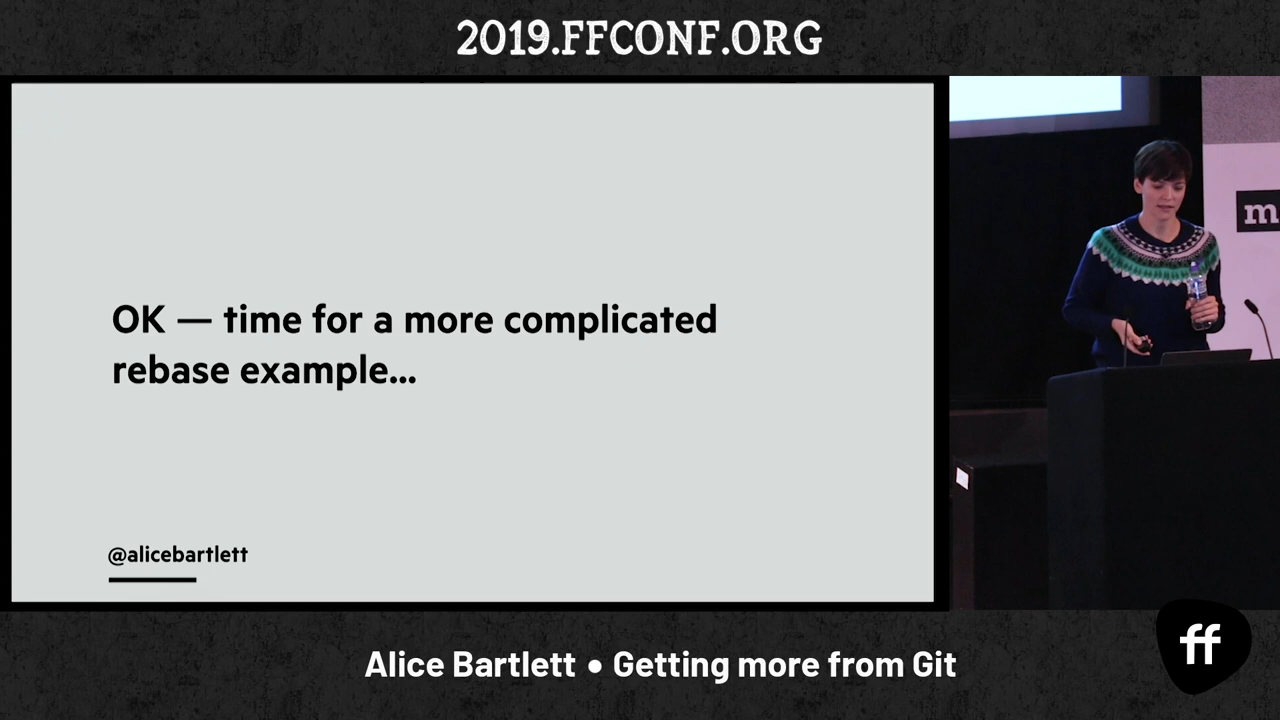 2019.FFCONF.ORG
OK — time for a more complicated
rebase example...
@alicebartlett
m
Alice Bartlett • Getting more from Git
ff